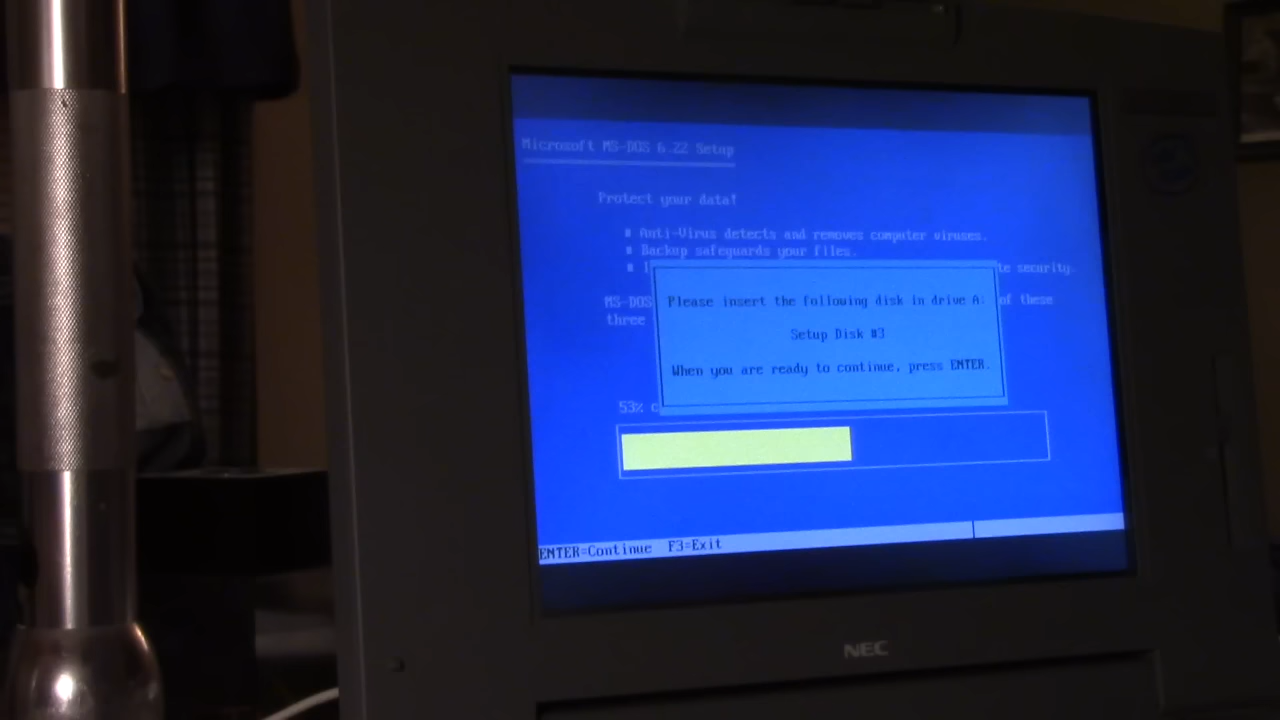 Microsoft MS-DOS 6.22 Setup
Protect your data!
Anti-Virus detects and removes computer viruses.
Backup safeguards your files.
te security.
MS-DOS of these
three
Please insert the following disk in drive A:
Setup Disk #3
When you are ready to continue, press ENTER.
53% c
ENTER=Continue F3=Exit
NEC